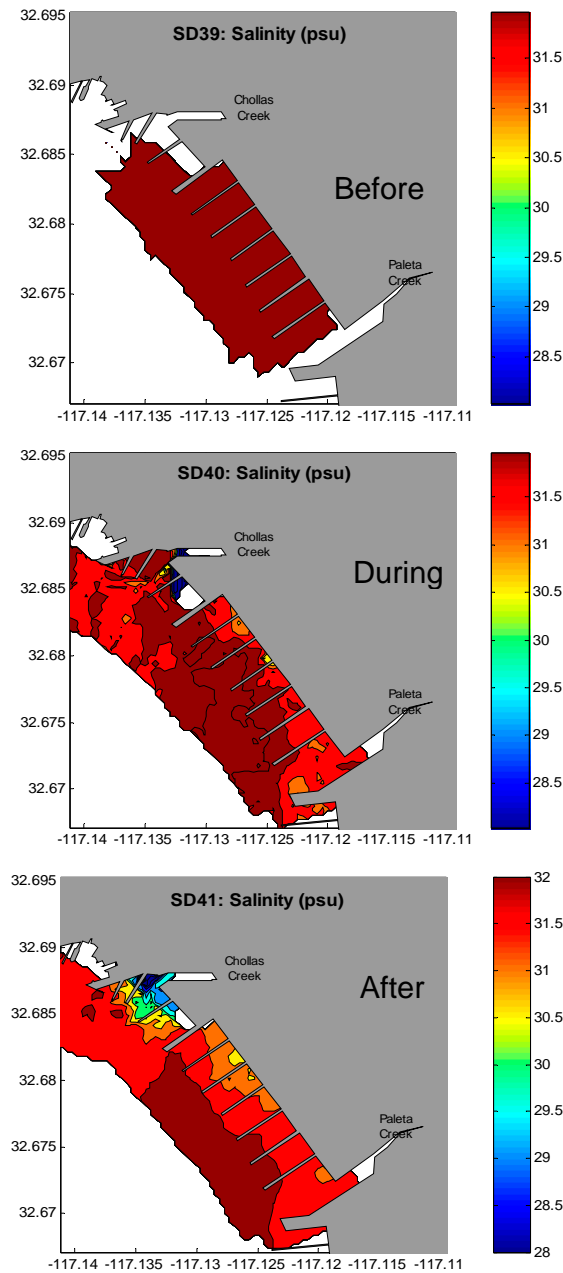 32.695
SD39: Salinity (psu)
31.5
32.69
Chollas
Creek
31
32.685
Before
30.5
32.68
30
Paleta
Creek
29.5
32.675
29
32.67
28.5
-117.14 -117.135 -117.13 -117.125 -117.12 -117.115 -117.11
32.695
SD40: Salinity (psu)
31.5
32.69
Chollas
Creek
31
During
32.685
30.5
32.68
30
Paleta
Creek
29.5
32.675
29
32.67
28.5
-117.14 -117.135 -117.13 -117.125 -117.12 -117.115 -117.11
32.695
32
SD41: Salinity (psu)
31.5
32.69
Chollas
Creek
31
After
32.685
30.5
32.68
30
Paleta
Creek
29.5
32.675
29
32.67
28.5
28
-117.14 -117.135 -117.13 -117.125 -117.12 -117.115 -117.11